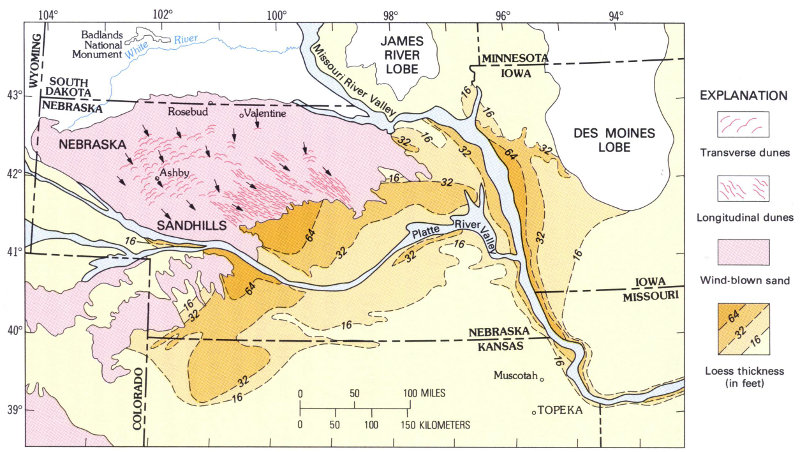 104°
102°
100°
98°
96°
94°
Badlands
National
Monument
White River
WYOMING
SOUTH
DAKOTA
NEBRASKA
Missouri River Valley
JAMES
RIVER
LOBE
MINNESOTA
IOWA
43°
Rosebud
Valentine
16
16
DES MOINES
LOBE
NEBRASKA
32
64
16
42°
Ashby
16
32
32
SANDHILLS
64
32
16
41°
16
Platte River Valley
32
16
32
16
64
16
32
IOWA
MISSOURI
40°
16
NEBRASKA
KANSAS
32
16
16
Muscotah
COLORADO
TOPEKA
39°
0 50 100 MILES
0 50 100 150 KILOMETERS
EXPLANATION
Transverse dunes
Longitudinal dunes
Wind-blown sand
64
32
16
Loess thickness
(in feet)